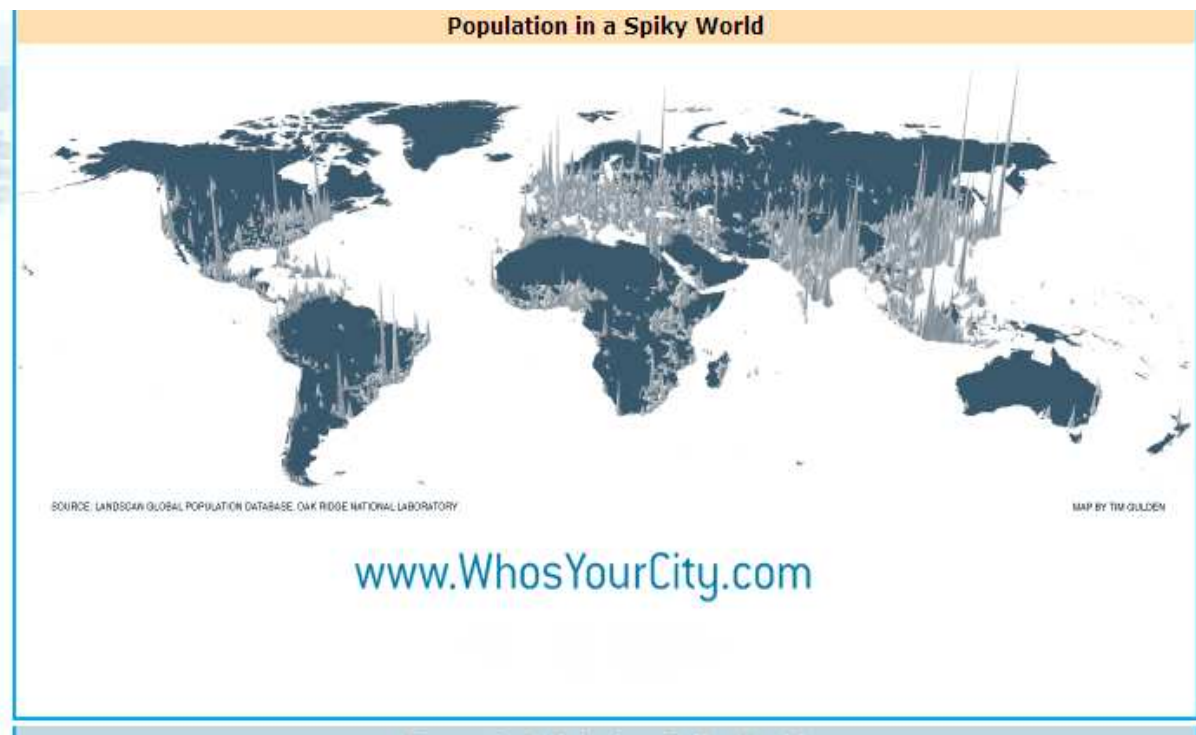 Population in a Spiky World
SOURCE: LANDSCAN GLOBAL POPULATION DATABASE, OAK RIDGE NATIONAL LABORATORY
MAP BY TIM GULDEN
www.WhosYourCity.com